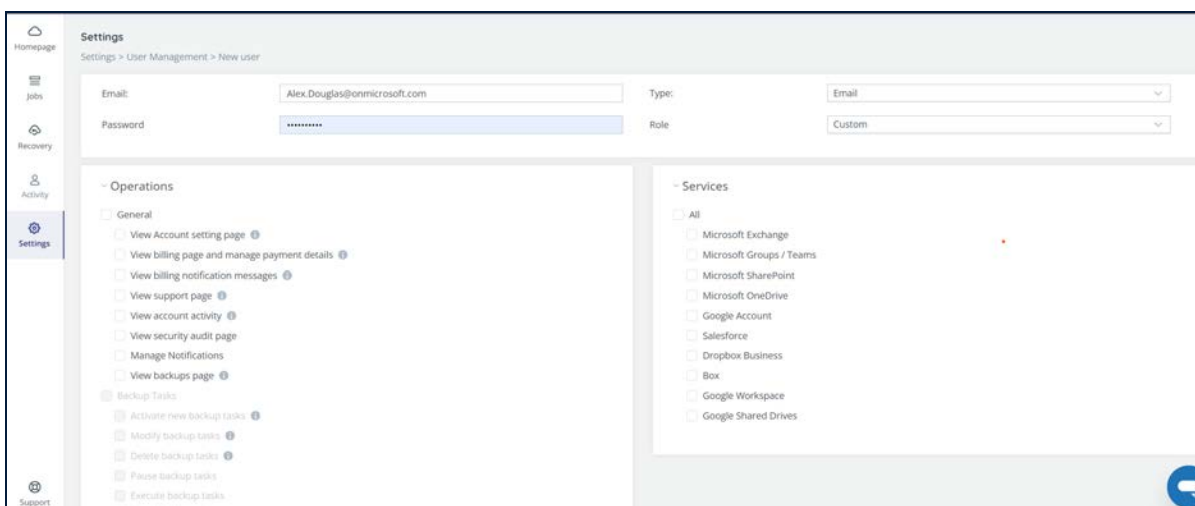 Homepage
Jobs
Recovery
Activity
Settings
Support
Settings
Settings > User Management > New user
Email:
Alex.Douglas@onmicrosoft.com
Type:
Email
Password
••••••••••
Role
Custom
Operations
General
View Account setting page
View billing page and manage payment details
View billing notification messages
View support page
View account activity
View security audit page
Manage Notifications
View backups page
Backup Tasks
Activate new backup tasks
Modify backup tasks
Delete backup tasks
Pause backup tasks
Execute backup tasks
Services
All
Microsoft Exchange
Microsoft Groups / Teams
Microsoft SharePoint
Microsoft OneDrive
Google Account
Salesforce
Dropbox Business
Box
Google Workspace
Google Shared Drives